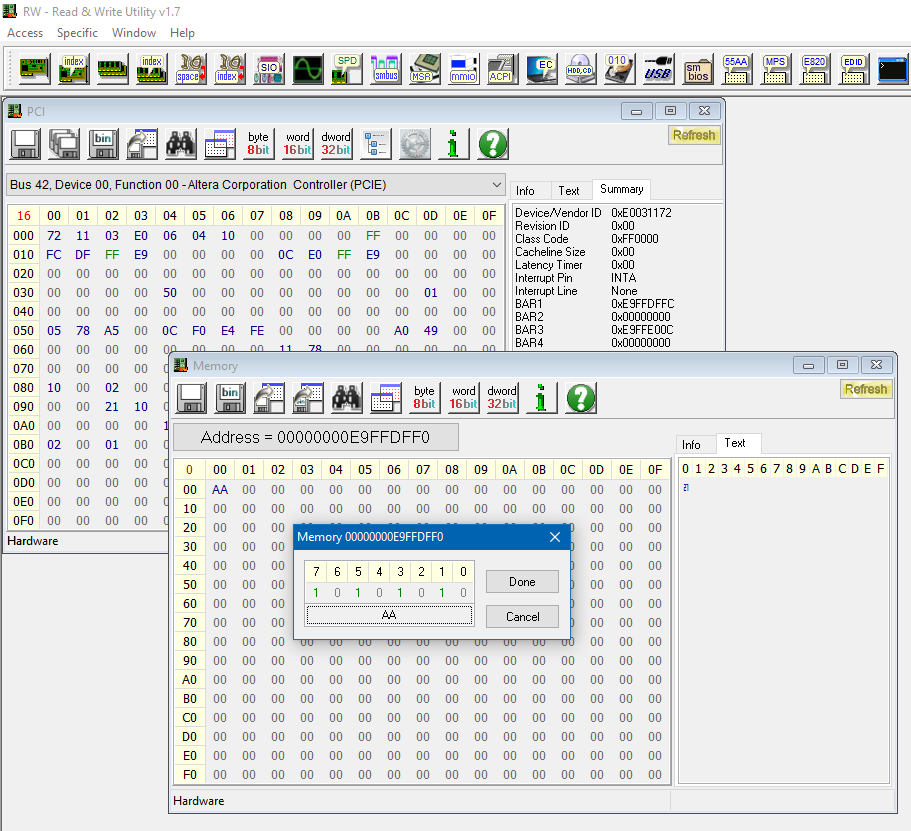 RW - Read & Write Utility v1.7
Access Specific Window Help
index index space index SIO SPD smbus MSR mmio ACPI EC HDD,CD 010 USB sm bios 55AA MPS E820 EDID
PCI
bin byte 8bit word 16bit dword 32bit Refresh
Bus 42, Device 00, Function 00 - Altera Corporation Controller (PCIE)
Info Text Summary
16 00 01 02 03 04 05 06 07 08 09 0A 0B 0C 0D 0E 0F
000 72 11 03 E0 06 04 10 00 00 00 00 FF 00 00 00 00
010 FC DF FF E9 00 00 00 00 0C E0 FF E9 00 00 00 00
020 00 00 00 00 00 00 00 00 00 00 00 00 00 00 00 00
030 00 00 00 00 50 00 00 00 00 00 00 00 00 01 00 00
040 00 00 00 00 00 00 00 00 00 00 00 00 00 00 00 00
050 05 78 A5 00 0C F0 E4 FE 00 00 00 00 A0 49 00 00
060 00 00 00 00 00 00 00 00 11 78 00 00 00 00 00 00
070 00 00 00 00
080 10 00 02 00
090 00 00 21 10
0A0 00 00 00 00
0B0 02 00 01 00
0C0 00 00 00 00
0D0 00 00 00 00
0E0 00 00 00 00
0F0 00 00 00 00
Hardware
Device/Vendor ID 0xE0031172
Revision ID 0x00
Class Code 0xFF0000
Cacheline Size 0x00
Latency Timer 0x00
Interrupt Pin INTA
Interrupt Line None
BAR1 0xE9FFDFFC
BAR2 0x00000000
BAR3 0xE9FFE00C
BAR4 0x00000000
Memory
bin byte 8bit word 16bit dword 32bit Refresh
Address = 00000000E9FFDFF0
Info Text
0 00 01 02 03 04 05 06 07 08 09 0A 0B 0C 0D 0E 0F
00 AA 00 00 00 00 00 00 00 00 00 00 00 00 00 00 00
10 00 00 00 00 00 00 00 00 00 00 00 00 00 00 00 00
20 00 00 00 00 00 00 00 00 00 00 00 00 00 00 00 00
30 00 00 00 00
40 00 00 00 00
50 00 00 00 00
60 00 00 00 00
70 00 00 00 00
80 00 00 00 00 00 00 00 00 00 00 00 00 00 00 00 00
90 00 00 00 00 00 00 00 00 00 00 00 00 00 00 00 00
A0 00 00 00 00 00 00 00 00 00 00 00 00 00 00 00 00
B0 00 00 00 00 00 00 00 00 00 00 00 00 00 00 00 00
C0 00 00 00 00 00 00 00 00 00 00 00 00 00 00 00 00
D0 00 00 00 00 00 00 00 00 00 00 00 00 00 00 00 00
E0 00 00 00 00 00 00 00 00 00 00 00 00 00 00 00 00
F0 00 00 00 00 00 00 00 00 00 00 00 00 00 00 00 00
0 1 2 3 4 5 6 7 8 9 A B C D E F
Hardware
Memory 00000000E9FFDFF0
7 6 5 4 3 2 1 0
1 0 1 0 1 0 1 0
AA
Done
Cancel